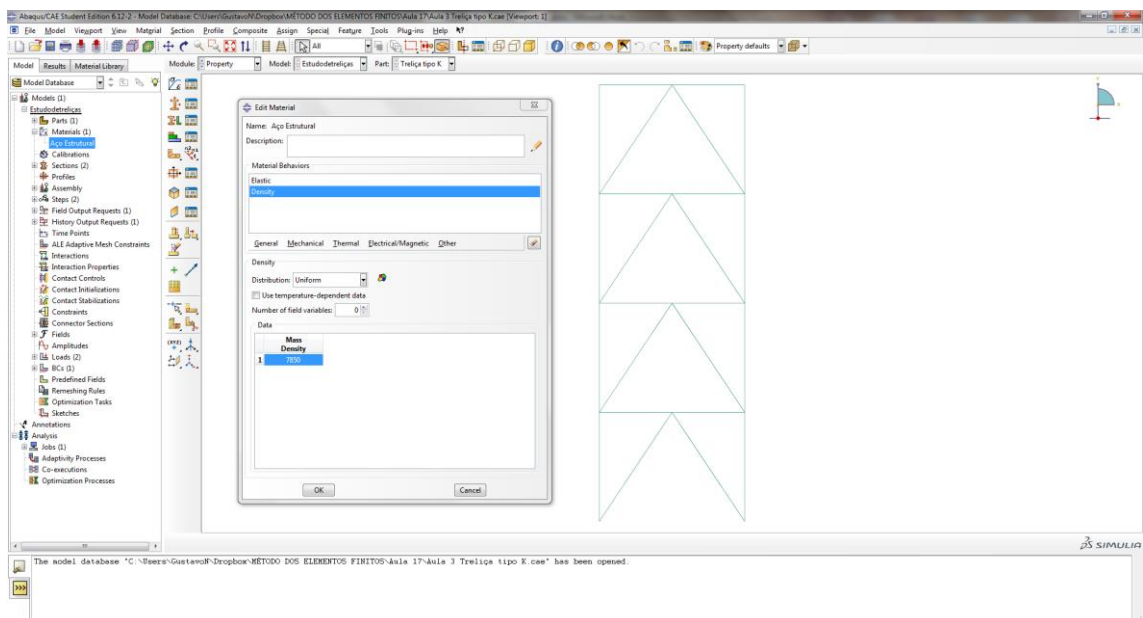 Abaqus/CAE Student Edition 6.12-2 - Model Database: C:\Users\GustavoN\Dropbox\MÉTODO DOS ELEMENTOS FINITOS\Aula 17\Aula 3 Treliça tipo K.cae [Viewport: 1]
File Model Viewport View Material Section Profile Composite Assign Special Feature Tools Plug-ins Help
All
Property defaults
Model Results Material Library
Module: Property Model: Estudodetreliças Part: Treliça tipo K
Model Database
Models (1)
Estudodetreliças
Parts (1)
Materials (1)
Aço Estrutural
Calibrations
Sections (2)
Profiles
Assembly
Steps (2)
Field Output Requests (1)
History Output Requests (1)
Time Points
ALE Adaptive Mesh Constraints
Interactions
Interaction Properties
Contact Controls
Contact Initializations
Contact Stabilizations
Constraints
Connector Sections
Fields
Amplitudes
Loads (2)
BCs (1)
Predefined Fields
Remeshing Rules
Optimization Tasks
Sketches
Annotations
Analysis
Jobs (1)
Adaptivity Processes
Co-executions
Optimization Processes
Edit Material
Name: Aço Estrutural
Description:
Material Behaviors
Elastic
Density
General Mechanical Thermal Electrical/Magnetic Other
Density
Distribution: Uniform
Use temperature-dependent data
Number of field variables: 0
Data
Mass
Density
1 7850
OK Cancel
SIMULIA
The model database "C:\Users\GustavoN\Dropbox\MÉTODO DOS ELEMENTOS FINITOS\Aula 17\Aula 3 Treliça tipo K.cae" has been opened.
>>>